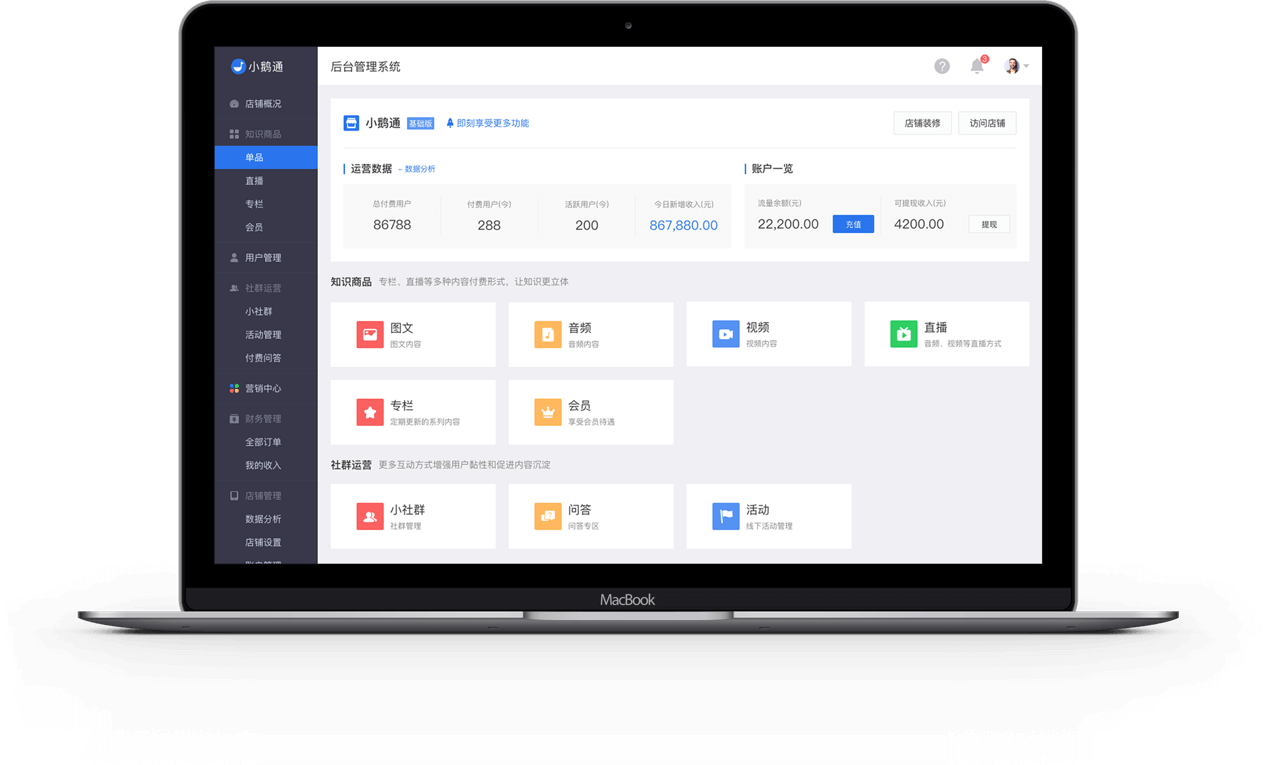 小鹅通
后台管理系统
3
店铺概况
知识商品
单品
直播
专栏
会员
用户管理
社群运营
小社群
活动管理
付费问答
营销中心
财务管理
全部订单
我的收入
店铺管理
数据分析
店铺设置
账户管理
小鹅通 基础版 即刻享受更多功能
店铺装修 访问店铺
运营数据 – 数据分析
账户一览
总付费用户 付费用户(今) 活跃用户(今) 今日新增收入(元)
86788 288 200 867,880.00
流量余额(元) 可提现收入(元)
22,200.00 充值 4200.00 提现
知识商品 专栏、直播等多种内容付费形式，让知识更立体
图文
图文内容
音频
音频内容
视频
视频内容
直播
音频、视频等直播方式
专栏
定期更新的系列内容
会员
享受会员待遇
社群运营 更多互动方式增强用户黏性和促进内容沉淀
小社群
社群管理
问答
问答专区
活动
线下活动管理
MacBook